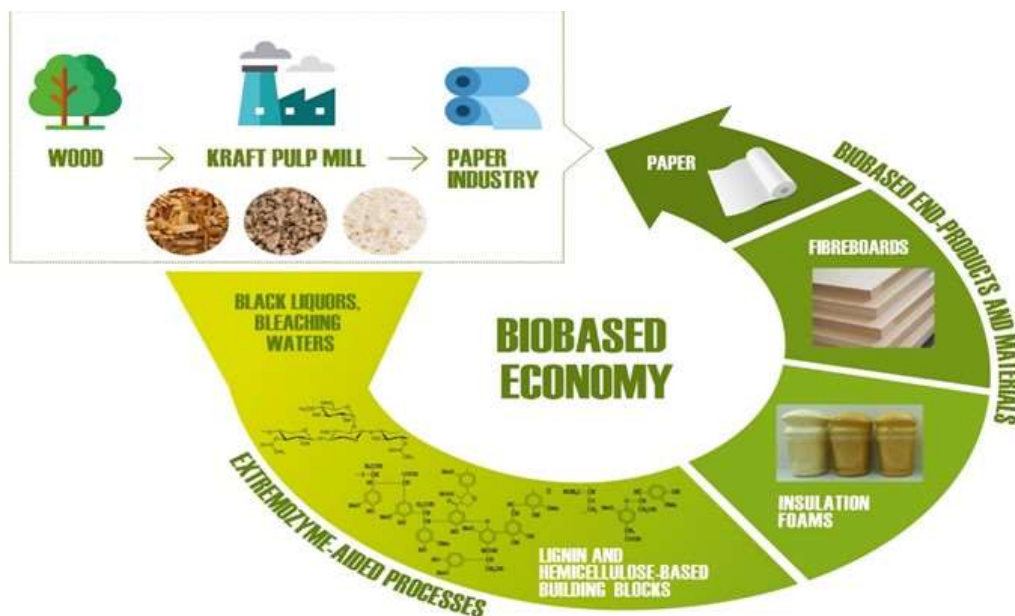 WOOD
KRAFT PULP MILL
PAPER
INDUSTRY
BLACK LIQUORS,
BLEACHING
WATERS
EXTREMOZYME-AIDED PROCESSES
LIGNIN AND
HEMICELLULOSE-BASED
BUILDING BLOCKS
BIOBASED
ECONOMY
INSULATION
FOAMS
FIBREBOARDS
PAPER
BIOBASED END-PRODUCTS AND MATERIALS